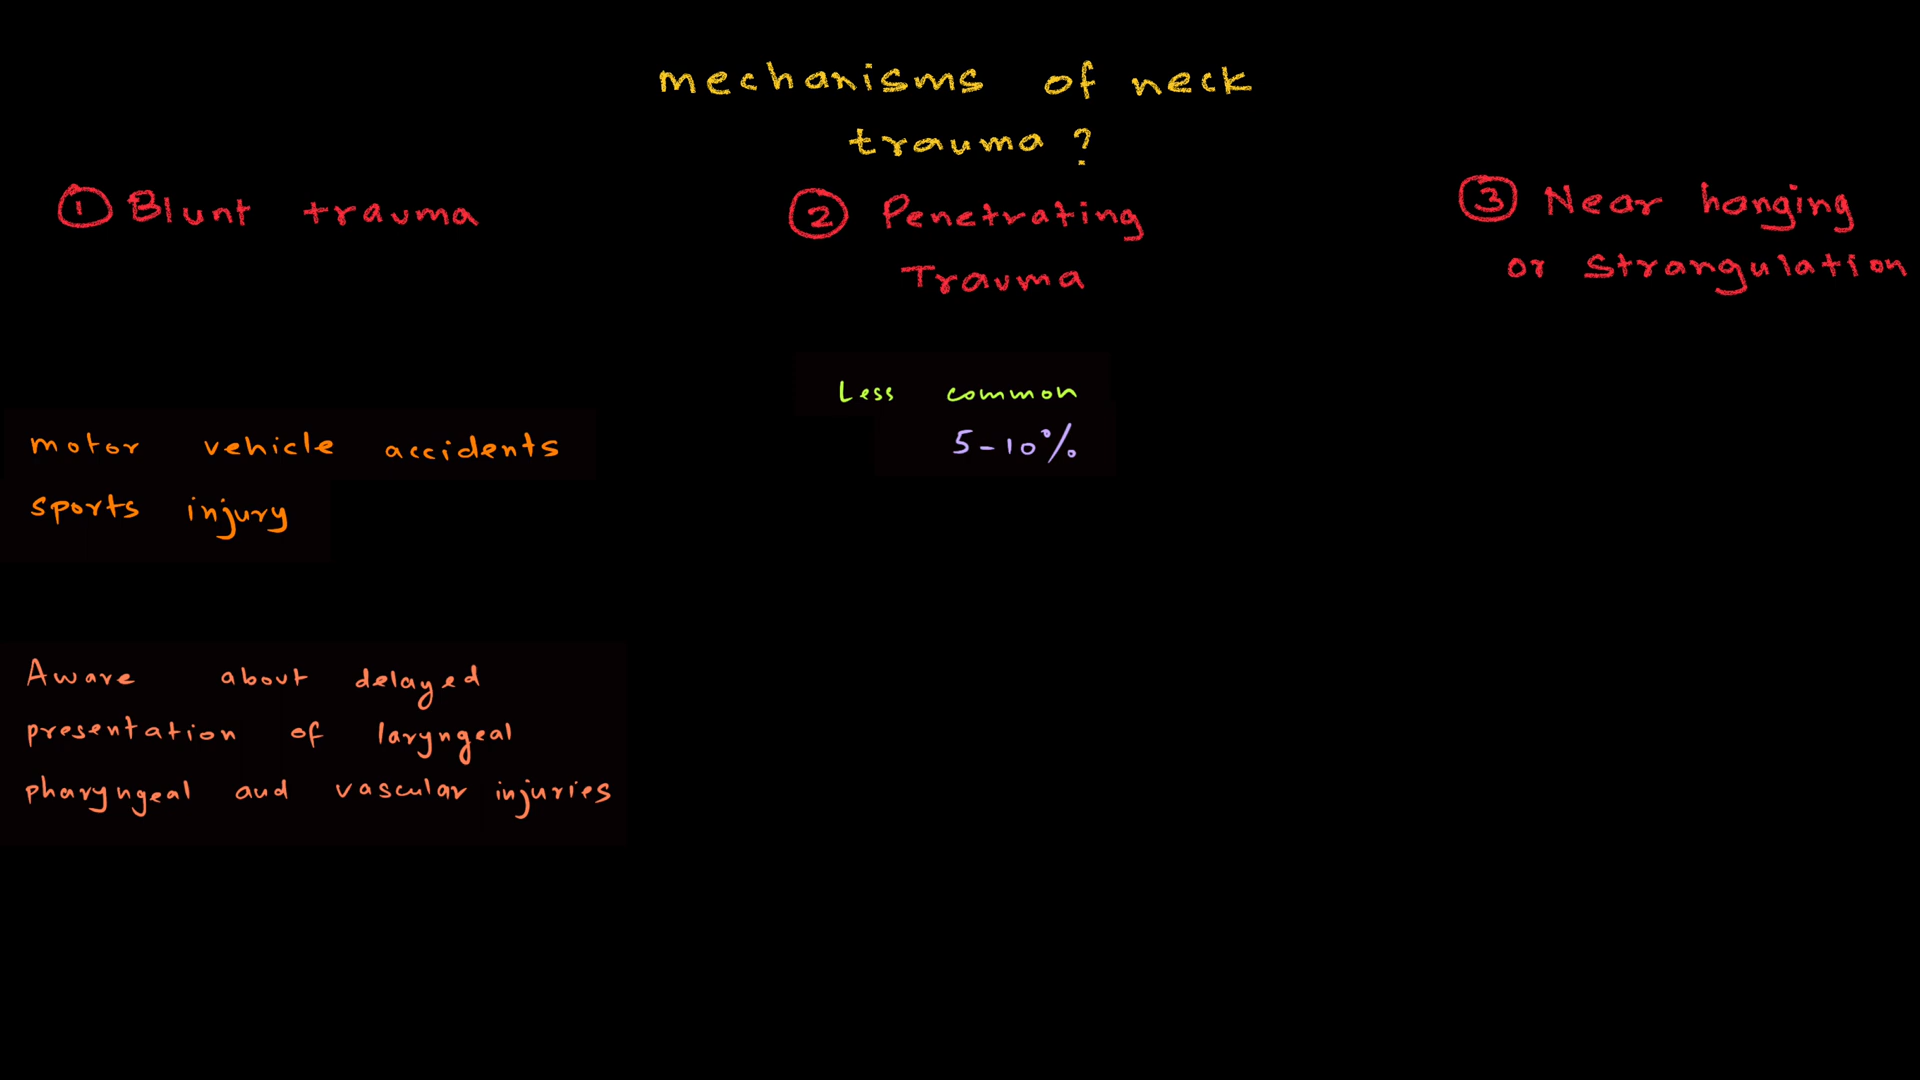 mechanisms of neck
trauma?
① Blunt trauma
② Penetrating
Trauma
③ Near hanging
or strangulation
motor vehicle accidents
sports injury
Aware about delayed
presentation of laryngeal
pharyngeal and vascular injuries
Less common
5-10%